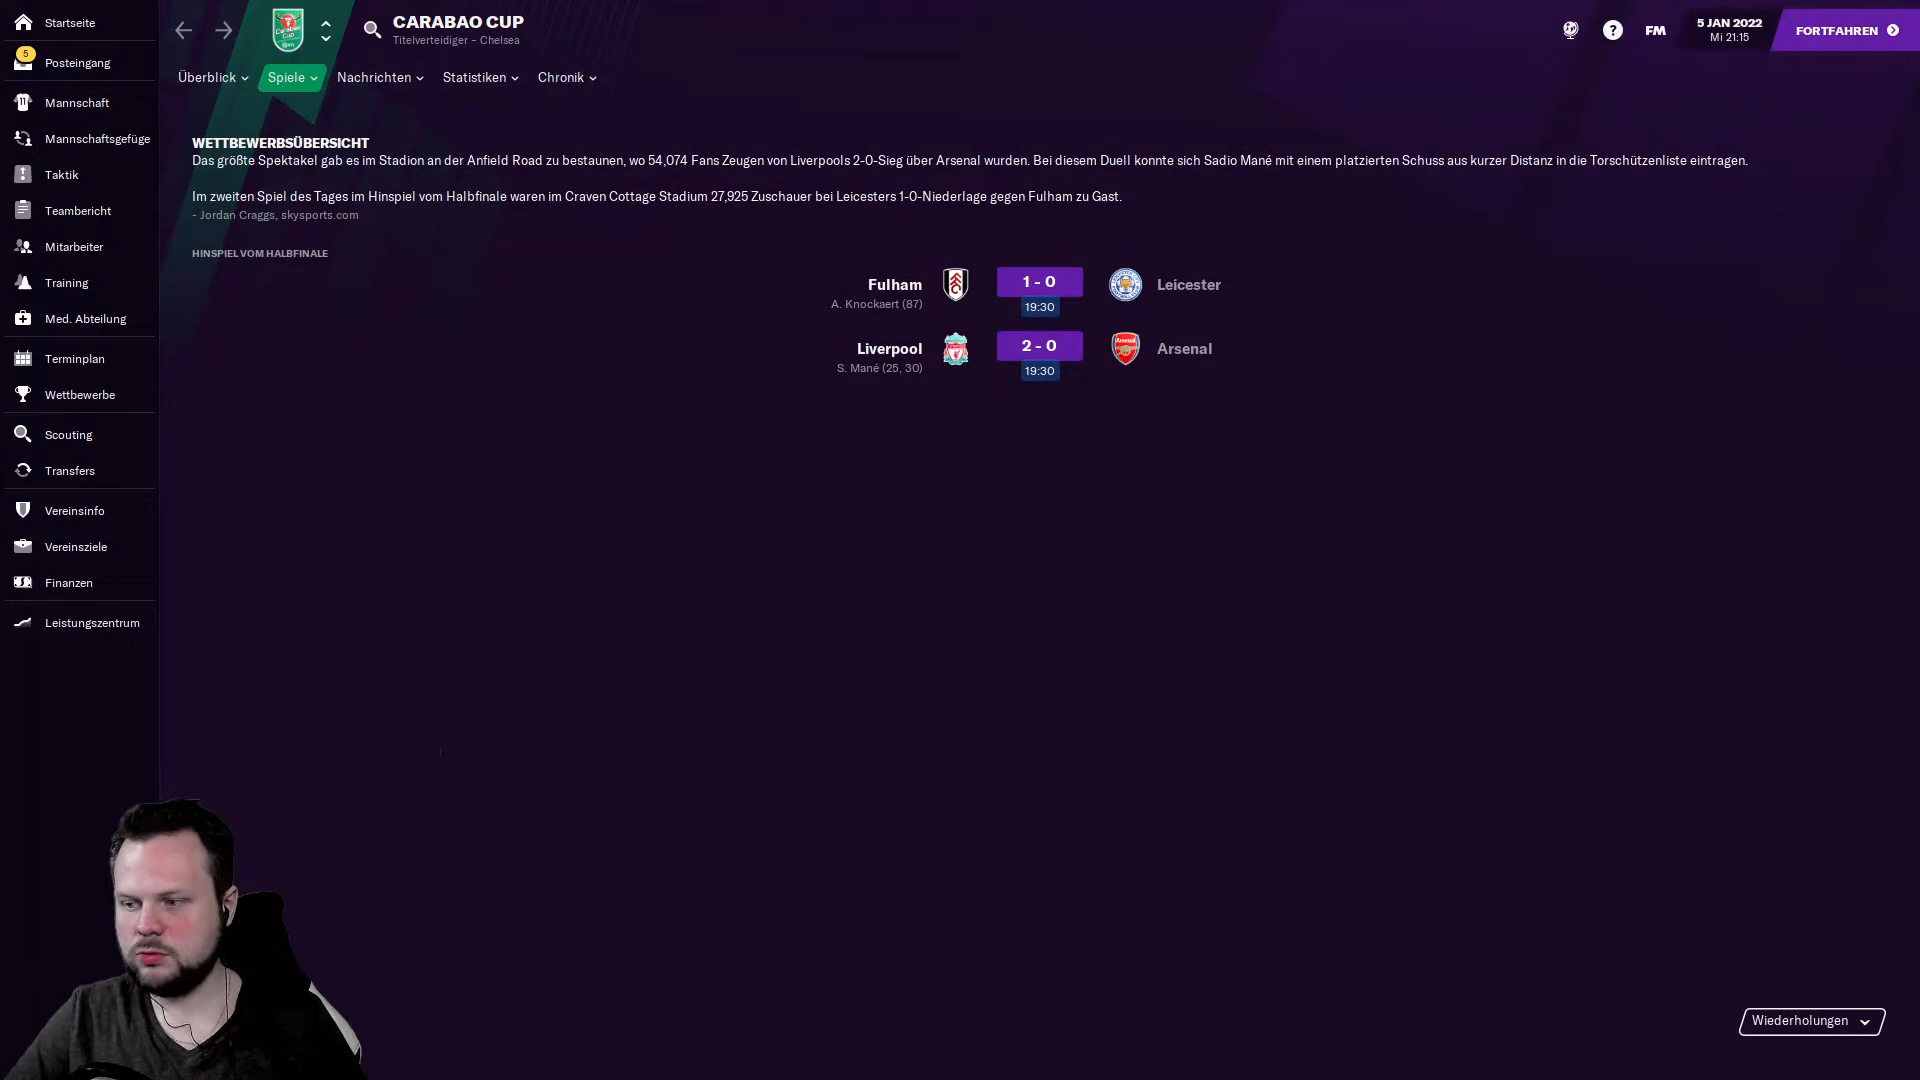 Startseite
5
Posteingang
Mannschaft
Mannschaftsgefüge
Taktik
Teambericht
Mitarbeiter
Training
Med. Abteilung
Terminplan
Wettbewerbe
Scouting
Transfers
Vereinsinfo
Vereinsziele
Finanzen
Leistungszentrum
CARABAO CUP
Titelverteidiger – Chelsea
?
FM
5 JAN 2022
Mi 21:15
FORTFAHREN
Überblick
Spiele
Nachrichten
Statistiken
Chronik
WETTBEWERBSÜBERSICHT
Das größte Spektakel gab es im Stadion an der Anfield Road zu bestaunen, wo 54,074 Fans Zeugen von Liverpools 2-0-Sieg über Arsenal wurden. Bei diesem Duell konnte sich Sadio Mané mit einem platzierten Schuss aus kurzer Distanz in die Torschützenliste eintragen.
Im zweiten Spiel des Tages im Hinspiel vom Halbfinale waren im Craven Cottage Stadium 27,925 Zuschauer bei Leicesters 1-0-Niederlage gegen Fulham zu Gast.
- Jordan Craggs, skysports.com
HINSPIEL VOM HALBFINALE
Fulham 1 - 0 Leicester
A. Knockaert (87) 19:30
Liverpool 2 - 0 Arsenal
S. Mané (25, 30) 19:30
Wiederholungen